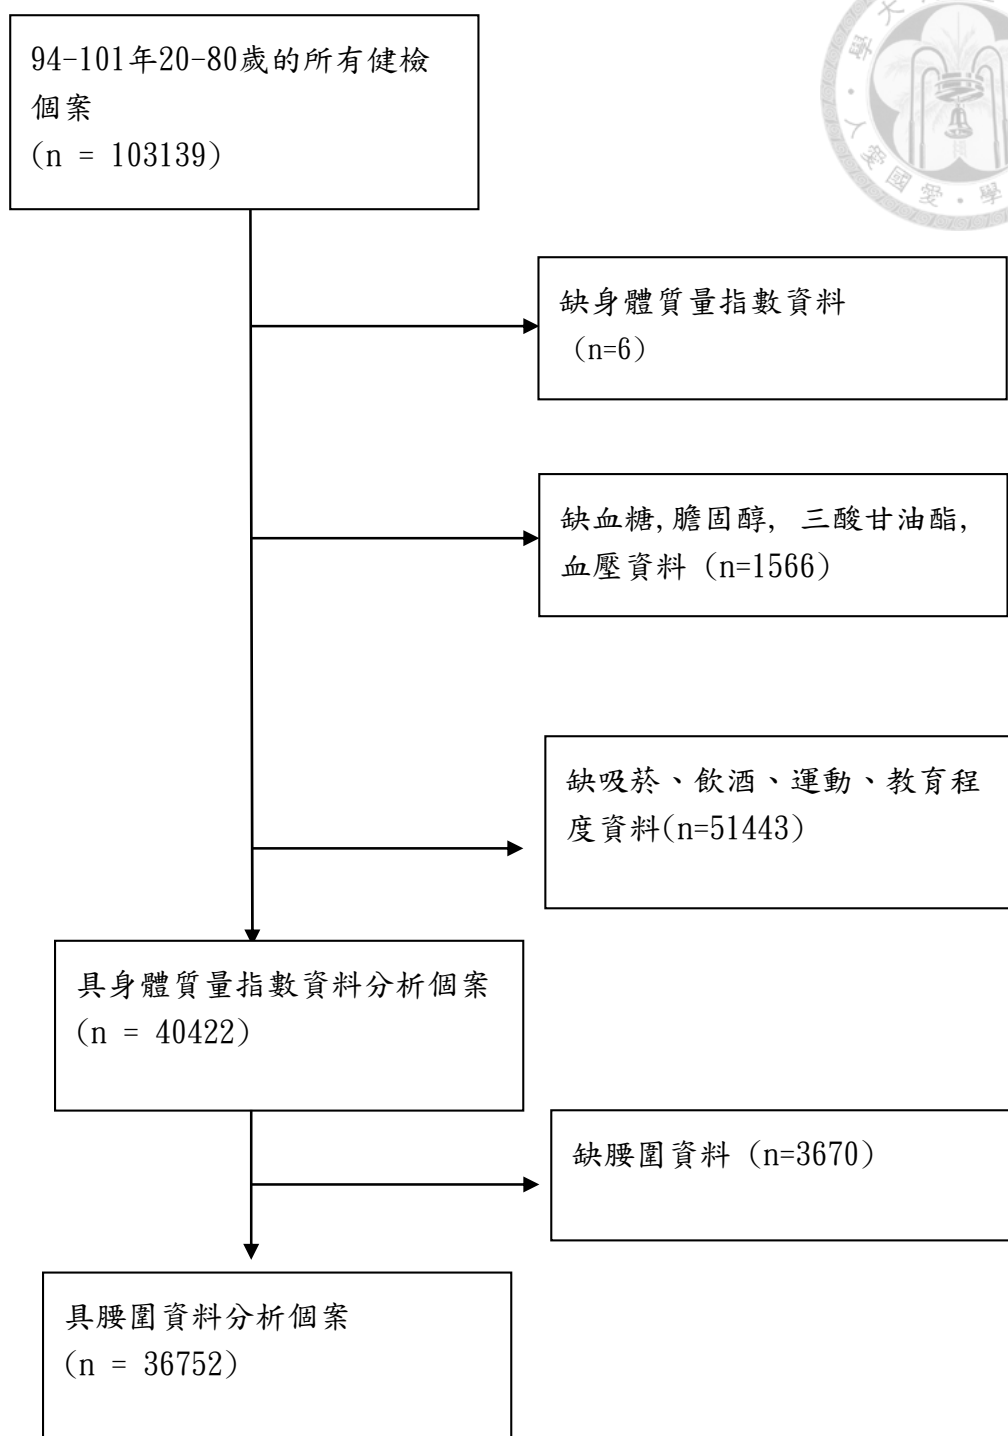 94-101年20-80歲的所有健檢
個案
(n = 103139)
缺身體質量指數資料
(n=6)
缺血糖,膽固醇, 三酸甘油酯,
血壓資料 (n=1566)
缺吸菸、飲酒、運動、教育程
度資料(n=51443)
具身體質量指數資料分析個案
(n = 40422)
缺腰圍資料 (n=3670)
具腰圍資料分析個案
(n = 36752)